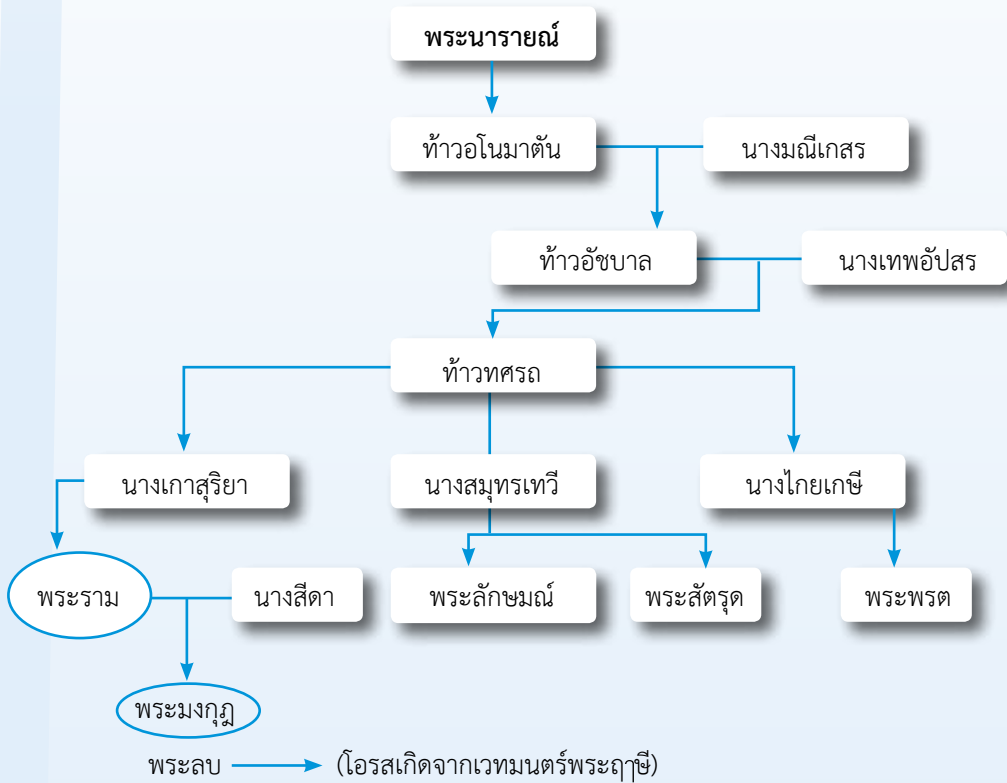 พระนารายณ์
ท้าวอโนมาตัน
นางมณีเกสร
ท้าวอัชบาล
นางเทพอัปสร
ท้าวทศรถ
นางเกาสุริยา
นางสมุทรเทวี
นางไกยเกษี
พระราม
นางสีดา
พระลักษมณ์
พระสัตรุด
พระพรต
พระมงกุฎ
พระลบ (โอรสเกิดจากเวทมนตร์พระฤๅษี)